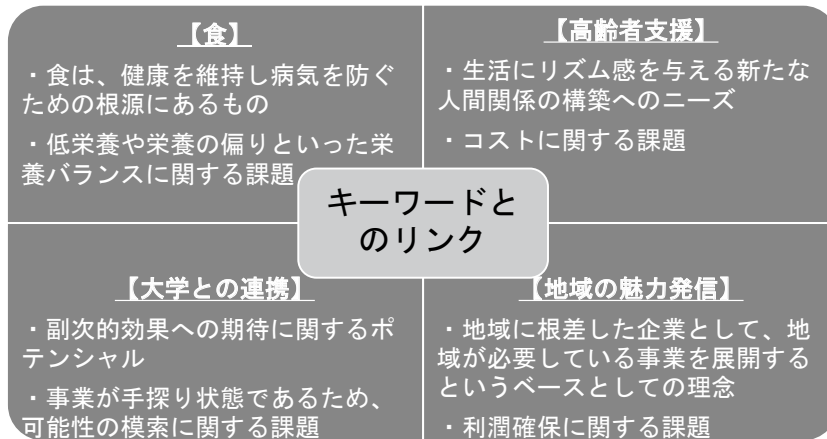 【食】
・食は、健康を維持し病気を防ぐ
ための根源にあるもの
・低栄養や栄養の偏りといった栄
養バランスに関する課題
【高齢者支援】
・生活にリズム感を与える新たな
人間関係の構築へのニーズ
・コストに関する課題
キーワードと
のリンク
【大学との連携】
・副次的効果への期待に関するポ
テンシャル
・事業が手探り状態であるため、
可能性の模索に関する課題
【地域の魅力発信】
・地域に根差した企業として、地
域が必要している事業を展開する
というベースとしての理念
・利潤確保に関する課題